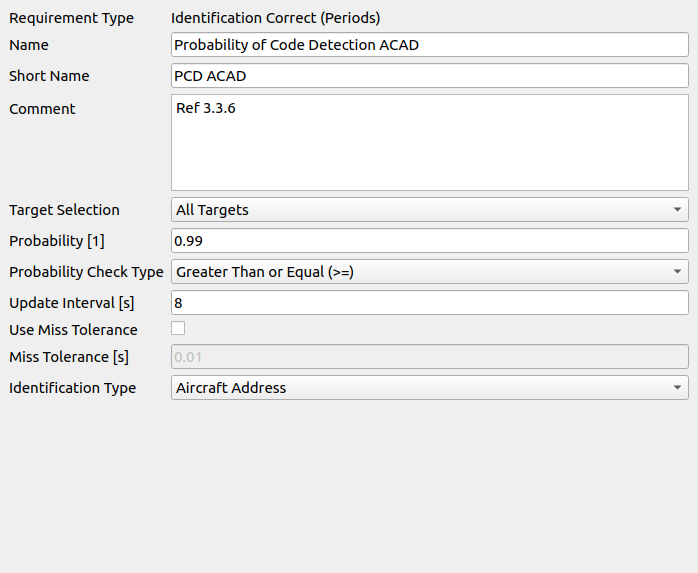 Requirement Type Identification Correct (Periods)
Name Probability of Code Detection ACAD
Short Name PCD ACAD
Comment Ref 3.3.6
Target Selection All Targets
Probability [1] 0.99
Probability Check Type Greater Than or Equal (>=)
Update Interval [s] 8
Use Miss Tolerance
Miss Tolerance [s] 0.01
Identification Type Aircraft Address